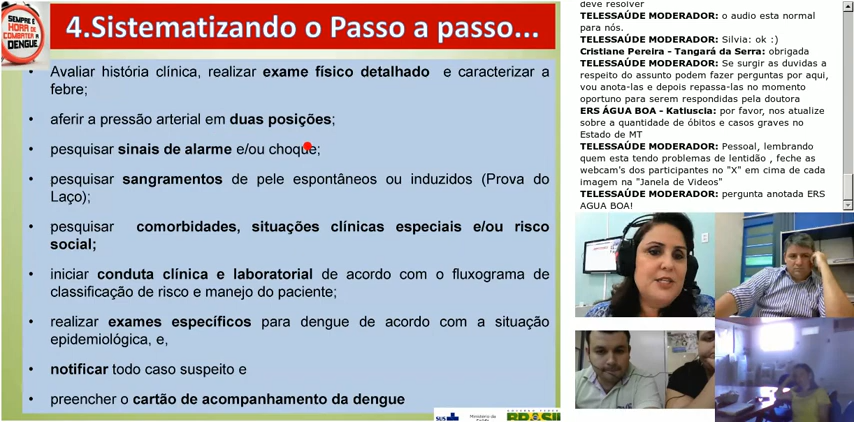 SEMPRE É
HORA DE
COMBATER
A DENGUE
4.Sistematizando o Passo a passo...
• Avaliar história clínica, realizar exame físico detalhado e caracterizar a
febre;
• aferir a pressão arterial em duas posições;
• pesquisar sinais de alarme e/ou choque;
• pesquisar sangramentos de pele espontâneos ou induzidos (Prova do
Laço);
• pesquisar comorbidades, situações clínicas especiais e/ou risco
social;
• iniciar conduta clínica e laboratorial de acordo com o fluxograma de
classificação de risco e manejo do paciente;
• realizar exames específicos para dengue de acordo com a situação
epidemiológica, e,
• notificar todo caso suspeito e
• preencher o cartão de acompanhamento da dengue
SUS
Ministério da
Saúde
BRASIL
deve resolver
TELESSAÚDE MODERADOR: o audio esta normal
para nós.
TELESSAÚDE MODERADOR: Silvia: ok :)
Cristiane Pereira - Tangará da Serra: obrigada
TELESSAÚDE MODERADOR: Se surgir as duvidas a
respeito do assunto podem fazer perguntas por aqui,
vou anota-las e depois repassa-las no momento
oportuno para serem respondidas pela doutora
ERS ÁGUA BOA - Katiuscia: por favor, nos atualize
sobre a quantidade de óbitos e casos graves no
Estado de MT
TELESSAÚDE MODERADOR: Pessoal, lembrando
quem esta tendo problemas de lentidão , feche as
webcam's dos participantes no "X" em cima de cada
imagem na "Janela de Videos"
TELESSAÚDE MODERADOR: pergunta anotada ERS
AGUA BOA!